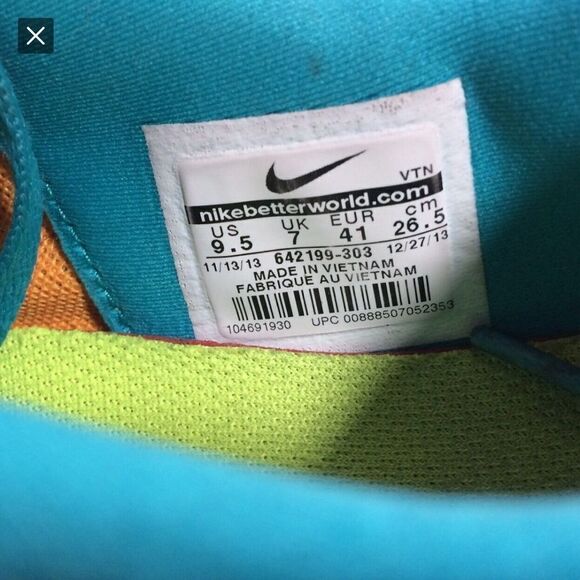 VTN
nikebetterworld.com
US UK EUR cm
9.5 7 41 26.5
11/13/13 642199-303 12/27/13
MADE IN VIETNAM
FABRIQUE AU VIETNAM
104691930 UPC 00888507052353